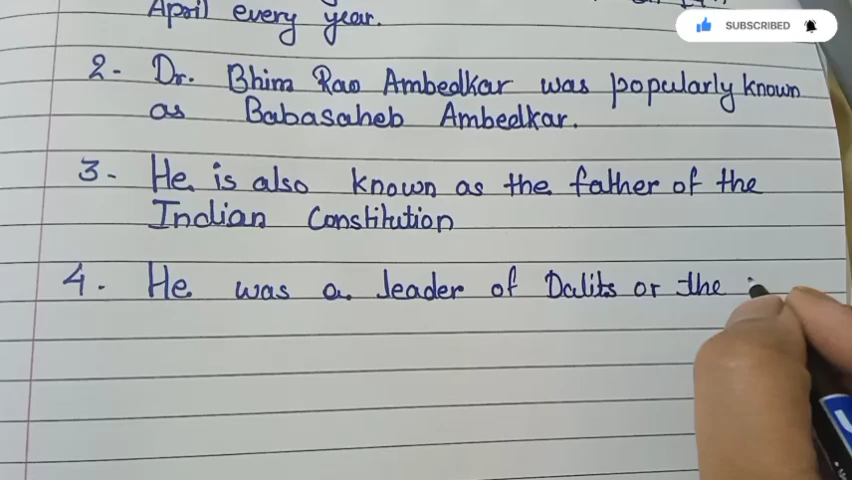 April every year.
SUBSCRIBED
2- Dr. Bhim Rao Ambedkar was popularly known
as Babasaheb Ambedkar.
3- He is also known as the father of the
Indian Constitution
4. He was a leader of Dalits or the